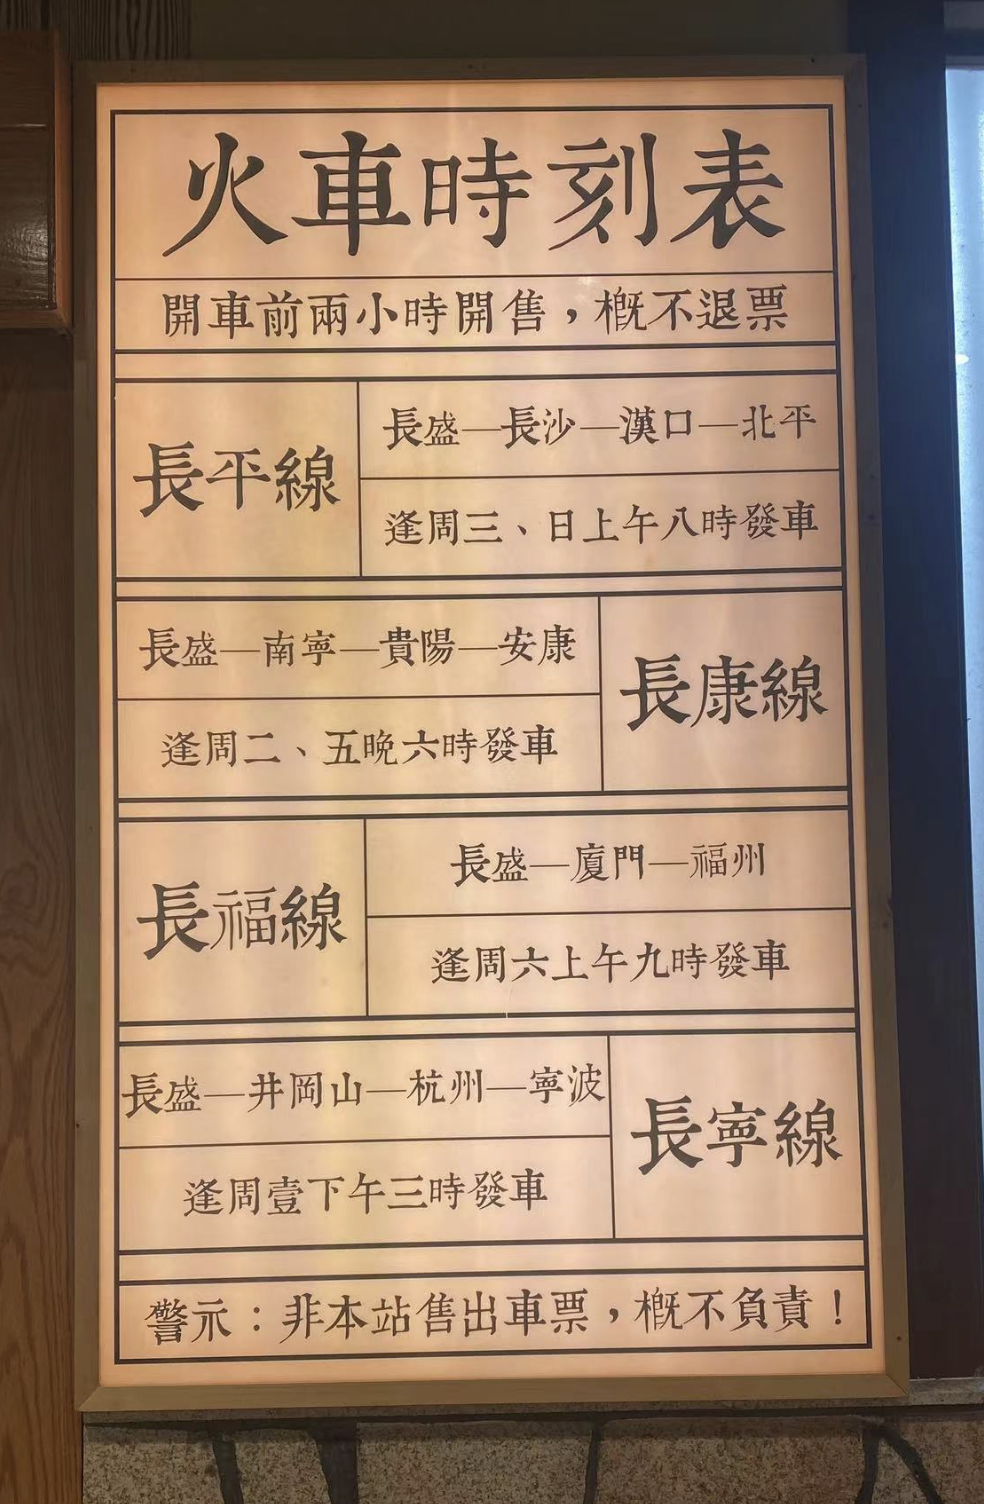 火車時刻表
開車前兩小時開售，概不退票
長平線
長盛—長沙—漢口—北平
逢周三、日上午八時發車
長盛—南寧—貴陽—安康
逢周二、五晚六時發車
長康線
長福線
長盛—廈門—福州
逢周六上午九時發車
長盛—井岡山—杭州—寧波
逢周壹下午三時發車
長寧線
警示：非本站售出車票，概不負責！